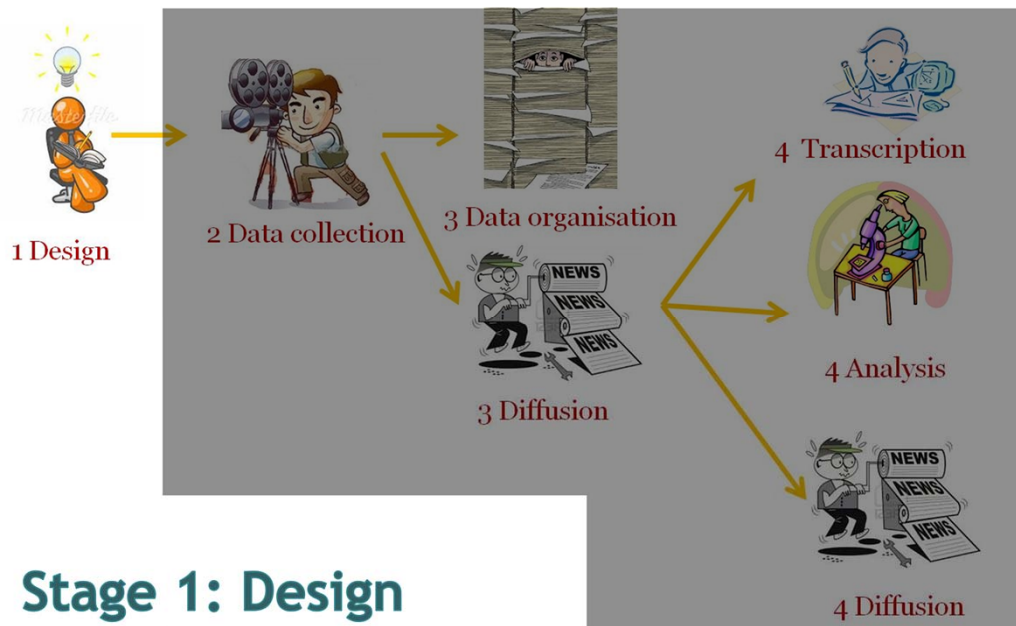 Masterfile
1 Design
2 Data collection
3 Data organisation
NEWS
NEWS
NEWS
3 Diffusion
4 Transcription
4 Analysis
NEWS
NEWS
NEWS
4 Diffusion
Stage 1: Design